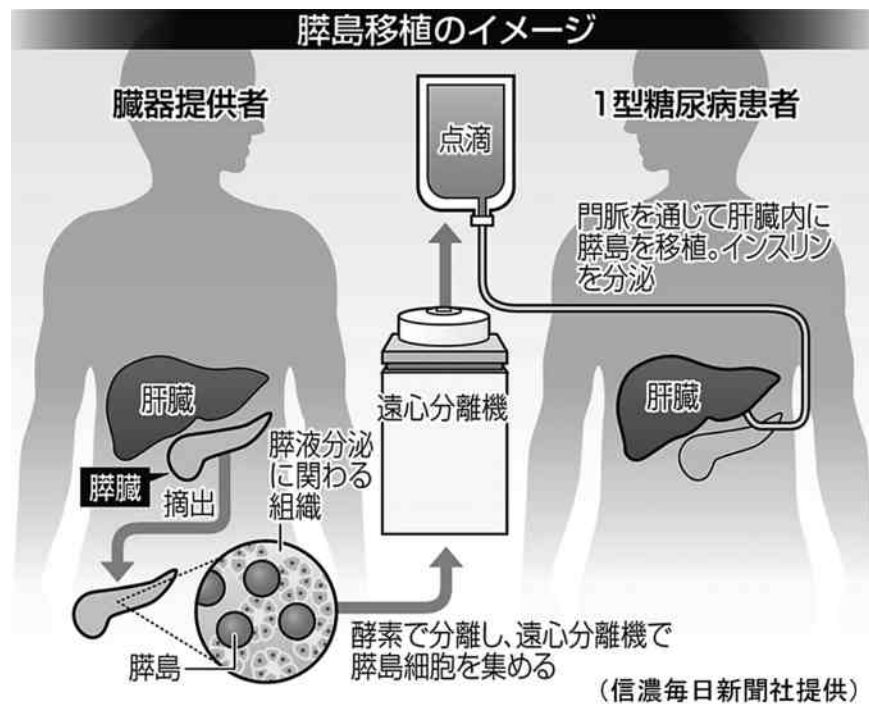 膵島移植のイメージ
臓器提供者
1型糖尿病患者
点滴
門脈を通じて肝臓内に
膵島を移植。インスリン
を分泌
肝臓
遠心分離機
肝臓
膵液分泌
に関わる
組織
膵臓
摘出
膵島
酵素で分離し、遠心分離機で
膵島細胞を集める
(信濃毎日新聞社提供)